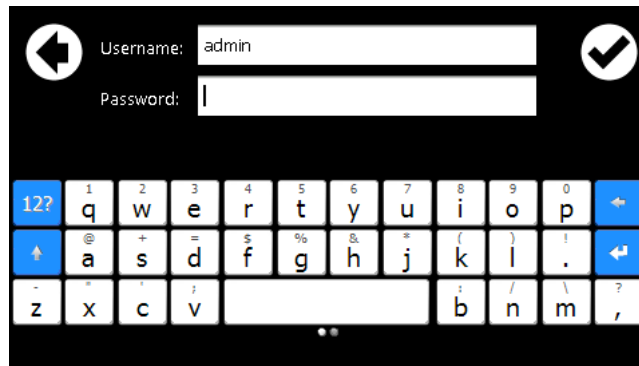 Username: admin
Password:
1 2 3 4 5 6 7 8 9 0
12? q w e r t y u i o p
@ + = $ % & * ( ) !
a s d f g h j k l .
- " ' ; : / \ ?
z x c v b n m ,